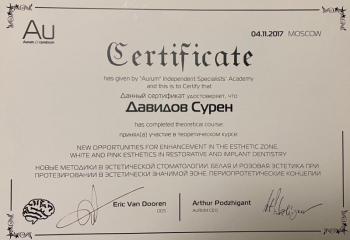 Au
04.11.2017 MOSCOW
Certificate
has given by "Aurum" Independent Specialists' Academy
and this is to Certify that
Данный сертификат удостоверяет, что
Давидов Сурен
has completed theoretical course:
принял(а) участие в теоретическом курсе:
NEW OPPORTUNITIES FOR ENHANCEMENT IN THE ESTHETIC ZONE.
WHITE AND PINK ESTHETICS IN RESTORATIVE AND IMPLANT DENTISTRY
НОВЫЕ МЕТОДИКИ В ЭСТЕТИЧЕСКОЙ СТОМАТОЛОГИИ. БЕЛАЯ И РОЗОВАЯ ЭСТЕТИКА ПРИ
ПРОТЕЗИРОВАНИИ В ЭСТЕТИЧЕСКИ ЗНАЧИМОЙ ЗОНЕ. ПЕРИОПРОТЕТИЧЕСКИЕ КОНЦЕПЦИИ
Eric Van Dooren
DDS
Arthur Podzhigant
AURUM CEO